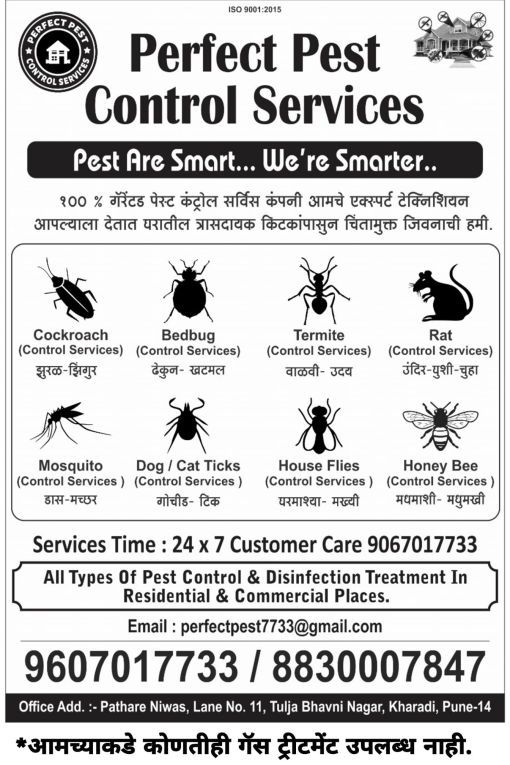 ISO 9001:2015
PERFECT PEST
CONTROL SERVICES
Perfect Pest
Control Services
Pest Are Smart... We're Smarter..
१०० % गॅरेंटड पेस्ट कंट्रोल सर्विस कंपनी आमचे एक्स्पर्ट टेक्निशियन
आपल्याला देतात घरातील त्रासदायक किटकांपासुन चिंतामुक्त जिवनाची हमी.
Cockroach
(Control Services)
झुरळ-झिंगुर
Bedbug
(Control Services)
ढेकुन- खटमल
Termite
(Control Services)
वाळवी- उदय
Rat
(Control Services)
उंदिर-घुशी-चुहा
Mosquito
(Control Services )
डास-मच्छर
Dog / Cat Ticks
(Control Services )
गोचीड- टिक
House Flies
(Control Services )
घरमाश्या- मख्खी
Honey Bee
(Control Services )
मधमाशी- मधुमखी
Services Time : 24 x 7 Customer Care 9067017733
All Types Of Pest Control & Disinfection Treatment In
Residential & Commercial Places.
Email : perfectpest7733@gmail.com
9607017733 / 8830007847
Office Add. :- Pathare Niwas, Lane No. 11, Tulja Bhavni Nagar, Kharadi, Pune-14
*आमच्याकडे कोणतीही गॅस ट्रीटमेंट उपलब्ध नाही.